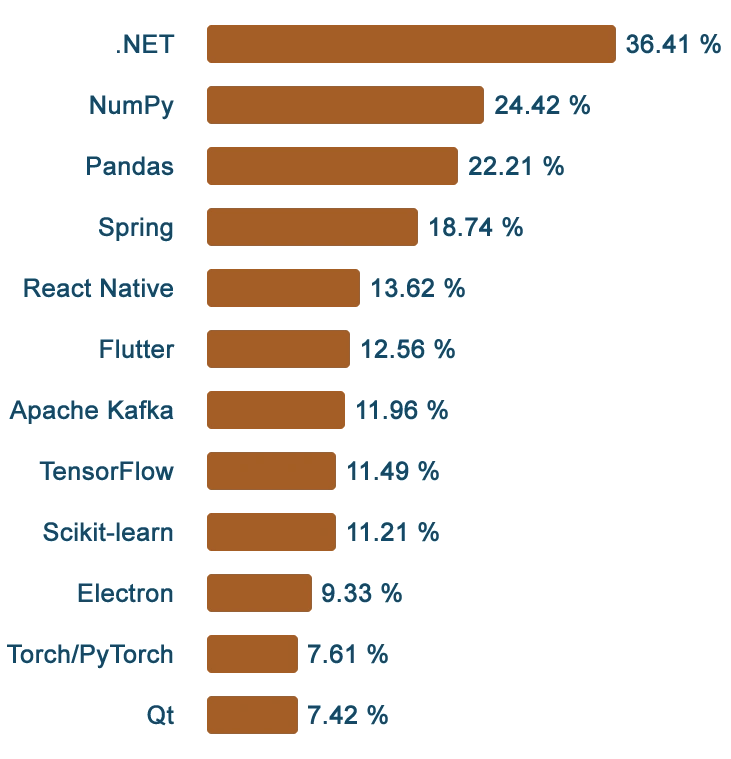 .NET 36.41 %
NumPy 24.42 %
Pandas 22.21 %
Spring 18.74 %
React Native 13.62 %
Flutter 12.56 %
Apache Kafka 11.96 %
TensorFlow 11.49 %
Scikit-learn 11.21 %
Electron 9.33 %
Torch/PyTorch 7.61 %
Qt 7.42 %